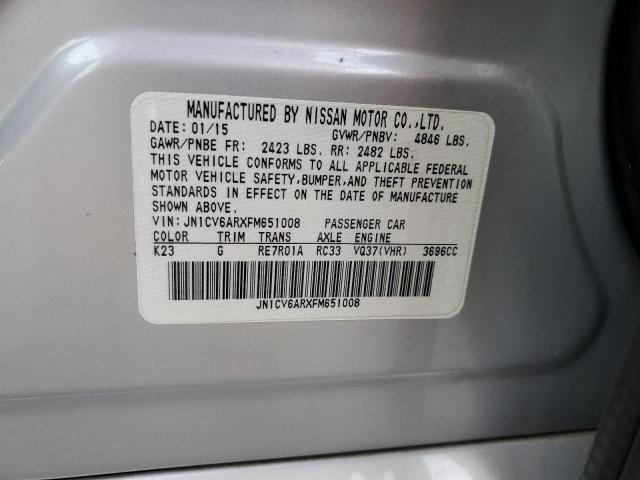 MANUFACTURED BY NISSAN MOTOR CO.,LTD.
DATE: 01/15 GVWR/PNBV: 4846 LBS.
GAWR/PNBE FR: 2423 LBS. RR: 2482 LBS.
THIS VEHICLE CONFORMS TO ALL APPLICABLE FEDERAL
MOTOR VEHICLE SAFETY,BUMPER,AND THEFT PREVENTION
STANDARDS IN EFFECT ON THE DATE OF MANUFACTURE
SHOWN ABOVE.
VIN: JN1CV6ARXFM651008 PASSENGER CAR
COLOR TRIM TRANS AXLE ENGINE
K23 G RE7R01A RC33 VQ37(VHR) 3696CC
JN1CV6ARXFM651008